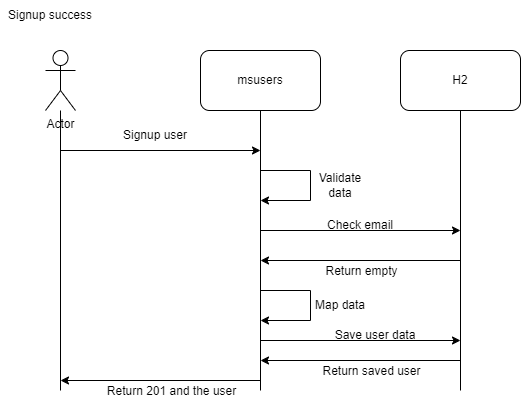 Signup success
msusers
H2
Actor
Signup user
Validate
data
Check email
Return empty
Map data
Save user data
Return saved user
Return 201 and the user